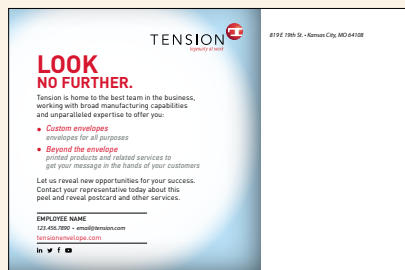 TENSION
ingenuity at work
819 E 19th St. • Kansas City, MO 64108
LOOK
NO FURTHER.
Tension is home to the best team in the business,
working with broad manufacturing capabilities
and unparalleled expertise to offer you:
• Custom envelopes
envelopes for all purposes
• Beyond the envelope
printed products and related services to
get your message in the hands of your customers
Let us reveal new opportunities for your success.
Contact your representative today about this
peel and reveal postcard and other services.
EMPLOYEE NAME
123.456.7890 • email@tension.com
tensionenvelope.com